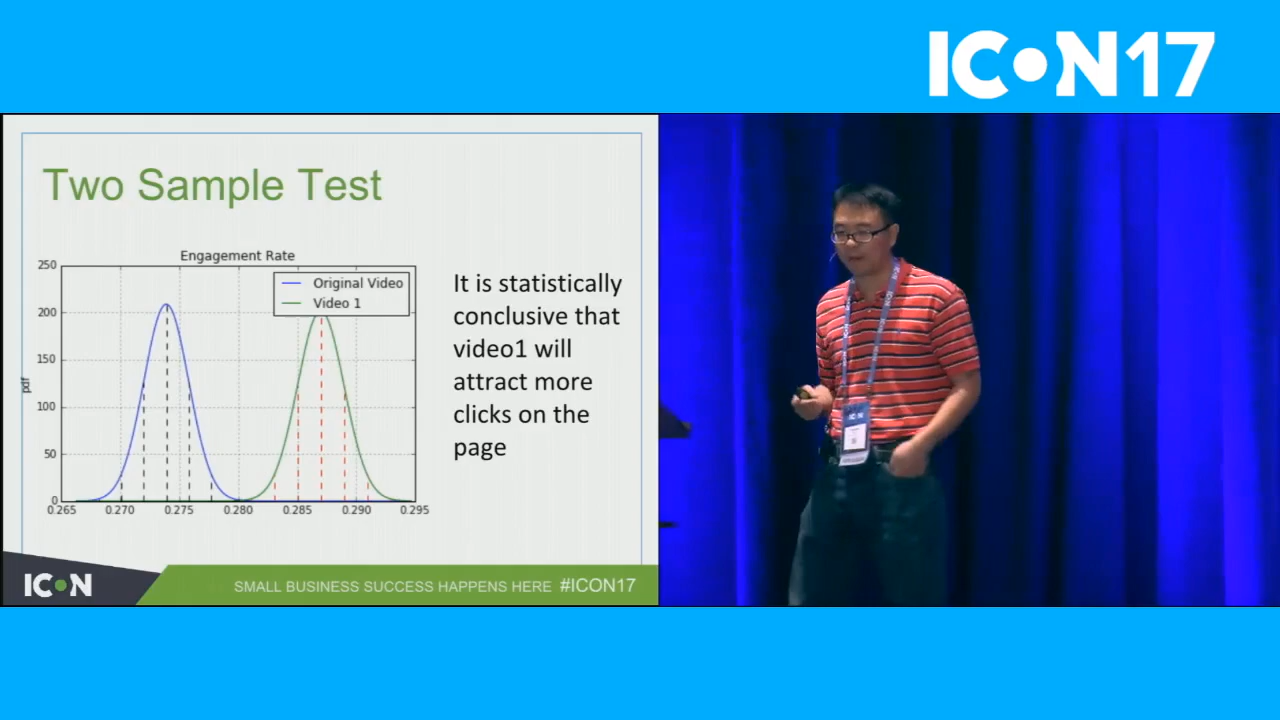 ICON17
Two Sample Test
Engagement Rate
Original Video
Video 1
250
200
150
100
50
0
pdf
0.265 0.270 0.275 0.280 0.285 0.290 0.295
It is statistically
conclusive that
video1 will
attract more
clicks on the
page
ICON
SMALL BUSINESS SUCCESS HAPPENS HERE #ICON17
ICON